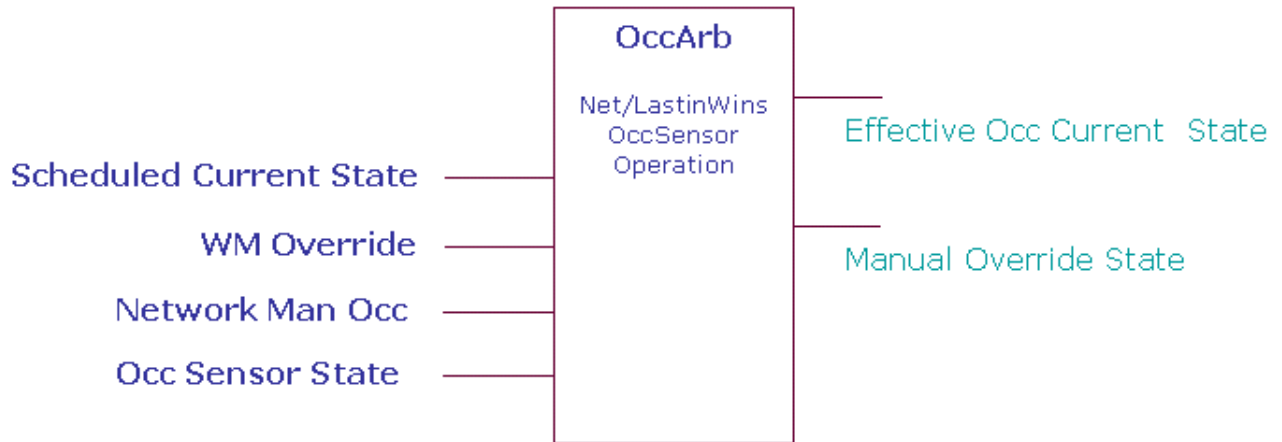 OccArb
Net/LastinWins
OccSensor
Operation
Scheduled Current State
WM Override
Network Man Occ
Occ Sensor State
Effective Occ Current State
Manual Override State